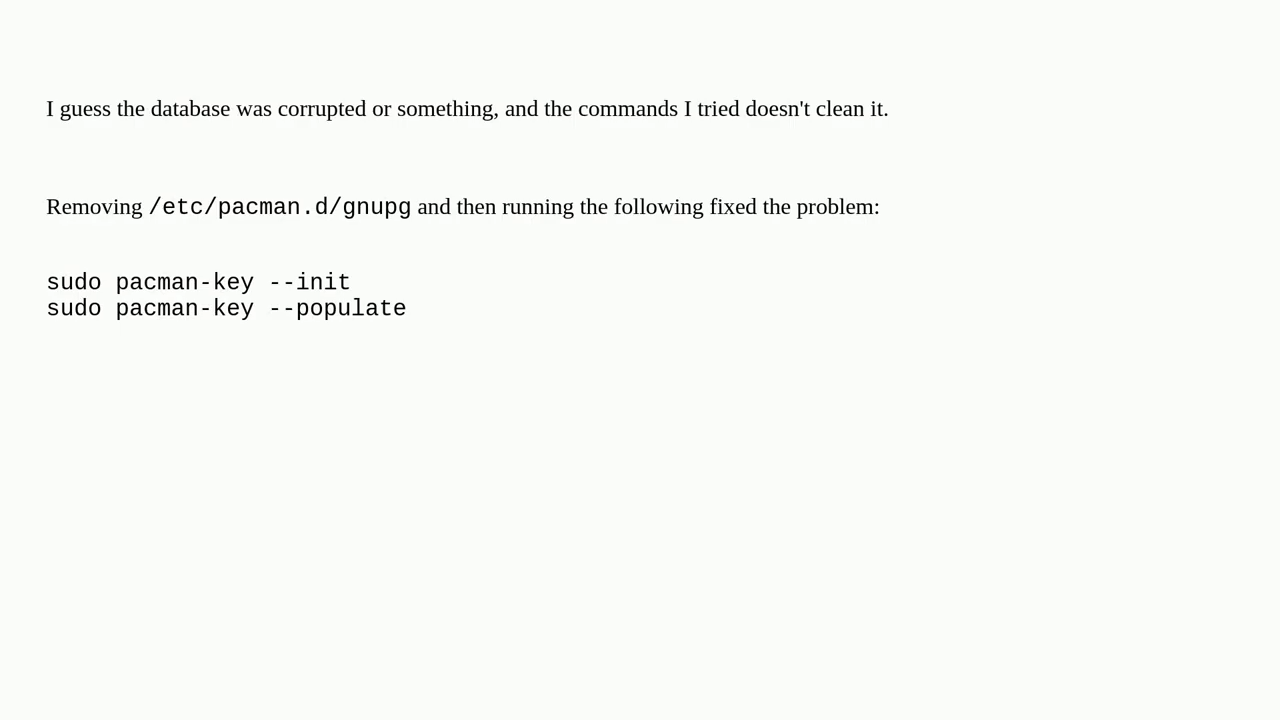 I guess the database was corrupted or something, and the commands I tried doesn't clean it.
Removing /etc/pacman.d/gnupg and then running the following fixed the problem:
sudo pacman-key --init
sudo pacman-key --populate